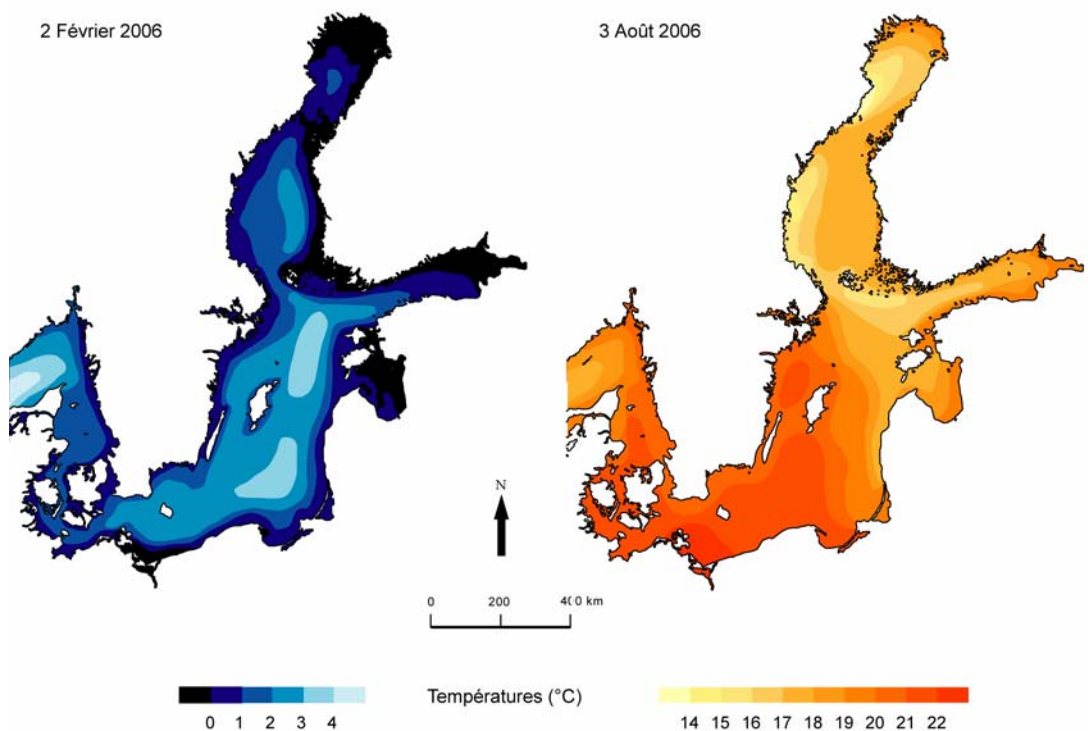 2 Février 2006
3 Août 2006
N
0 200 400 km
Températures (°C)
0 1 2 3 4
14 15 16 17 18 19 20 21 22